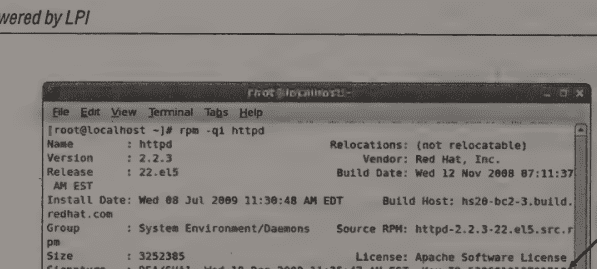 wered by LPI
root@localhost:~
File Edit View Terminal Tabs Help
[root@localhost ~]# rpm -qi httpd
Name : httpd Relocations: (not relocatable)
Version : 2.2.3 Vendor: Red Hat, Inc.
Release : 22.el5 Build Date: Wed 12 Nov 2008 07:11:37
AM EST
Install Date: Wed 08 Jul 2009 11:30:48 AM EDT Build Host: hs20-bc2-3.build.
redhat.com
Group : System Environment/Daemons Source RPM: httpd-2.2.3-22.el5.src.r
pm
Size : 3252385 License: Apache Software License